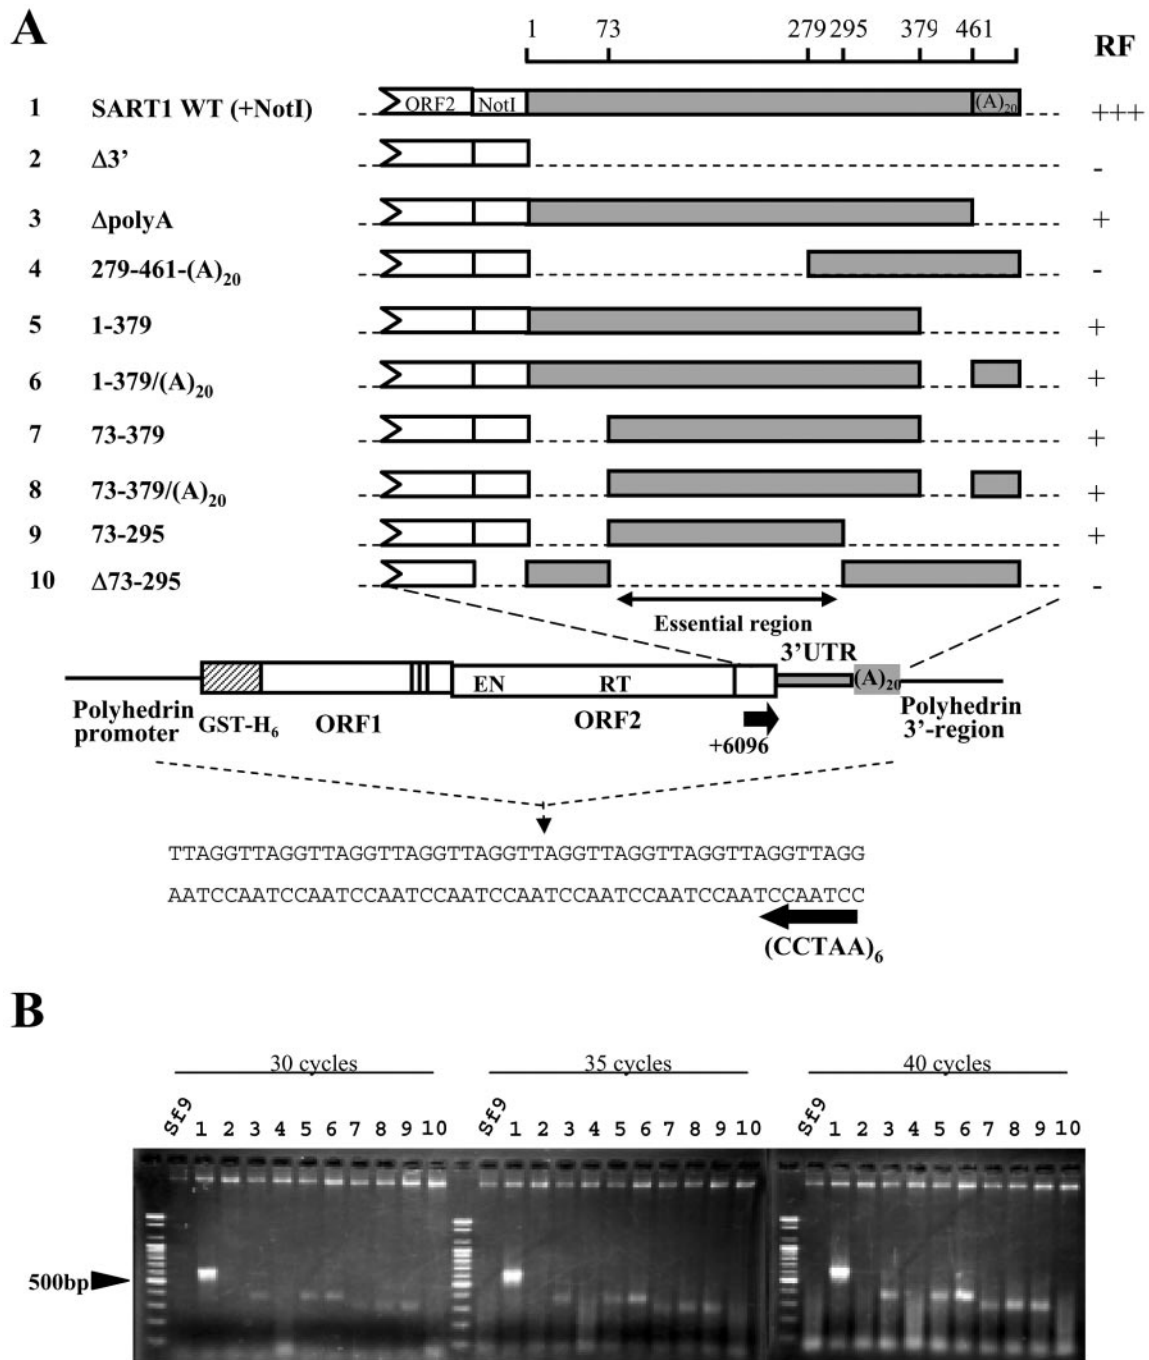 A
1 73 279 295 379 461 RF
1 SART1 WT (+NotI) ORF2 NotI (A)20 +++
2 Δ3’ -
3 ΔpolyA +
4 279-461-(A)20 -
5 1-379 +
6 1-379/(A)20 +
7 73-379 +
8 73-379/(A)20 +
9 73-295 +
10 Δ73-295 -
Essential region
3’UTR
EN RT (A)20
Polyhedrin promoter GST-H6 ORF1 ORF2 +6096 Polyhedrin 3’-region
TTAGGTTAGGTTAGGTTAGGTTAGGTTAGGTTAGGTTAGGTTAGGTTAGG
AATCCAATCCAATCCAATCCAATCCAATCCAATCCAATCCAATCCAATCC
(CCTAA)6
B
30 cycles 35 cycles 40 cycles
Sf9 1 2 3 4 5 6 7 8 9 10 Sf9 1 2 3 4 5 6 7 8 9 10 Sf9 1 2 3 4 5 6 7 8 9 10
500bp